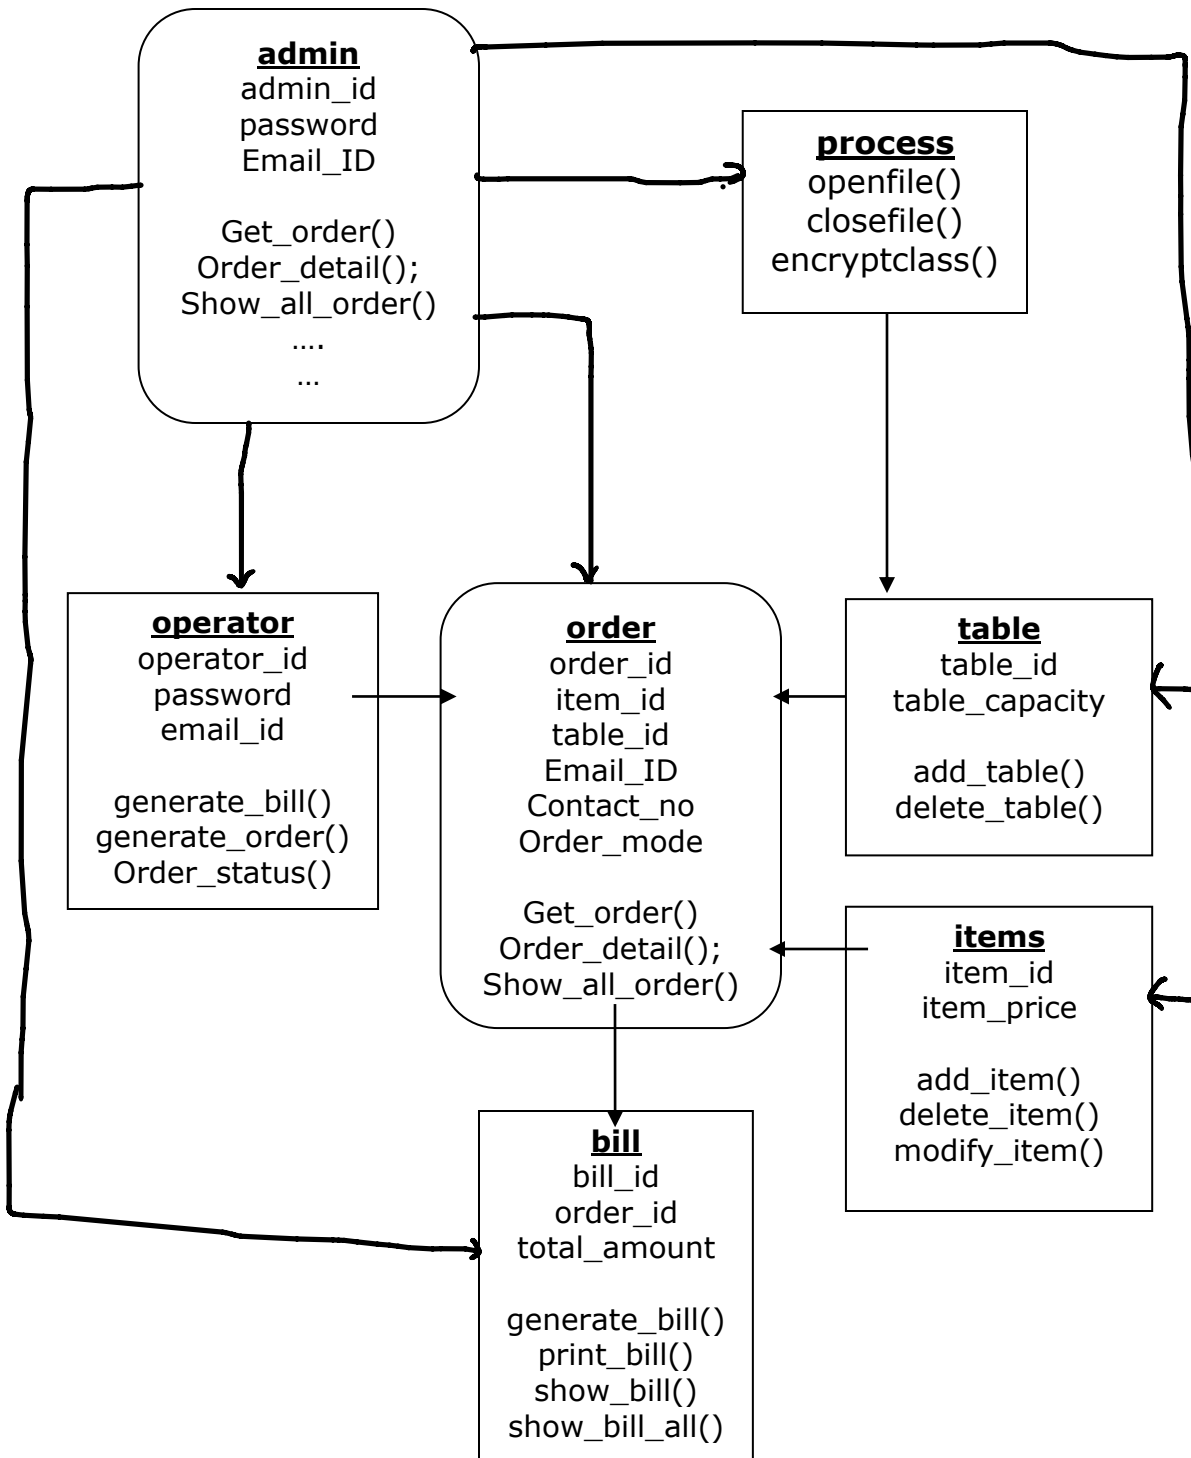 admin
admin_id
password
Email_ID
Get_order()
Order_detail();
Show_all_order()
....
...
process
openfile()
closefile()
encryptclass()
operator
operator_id
password
email_id
generate_bill()
generate_order()
Order_status()
order
order_id
item_id
table_id
Email_ID
Contact_no
Order_mode
Get_order()
Order_detail();
Show_all_order()
table
table_id
table_capacity
add_table()
delete_table()
items
item_id
item_price
add_item()
delete_item()
modify_item()
bill
bill_id
order_id
total_amount
generate_bill()
print_bill()
show_bill()
show_bill_all()